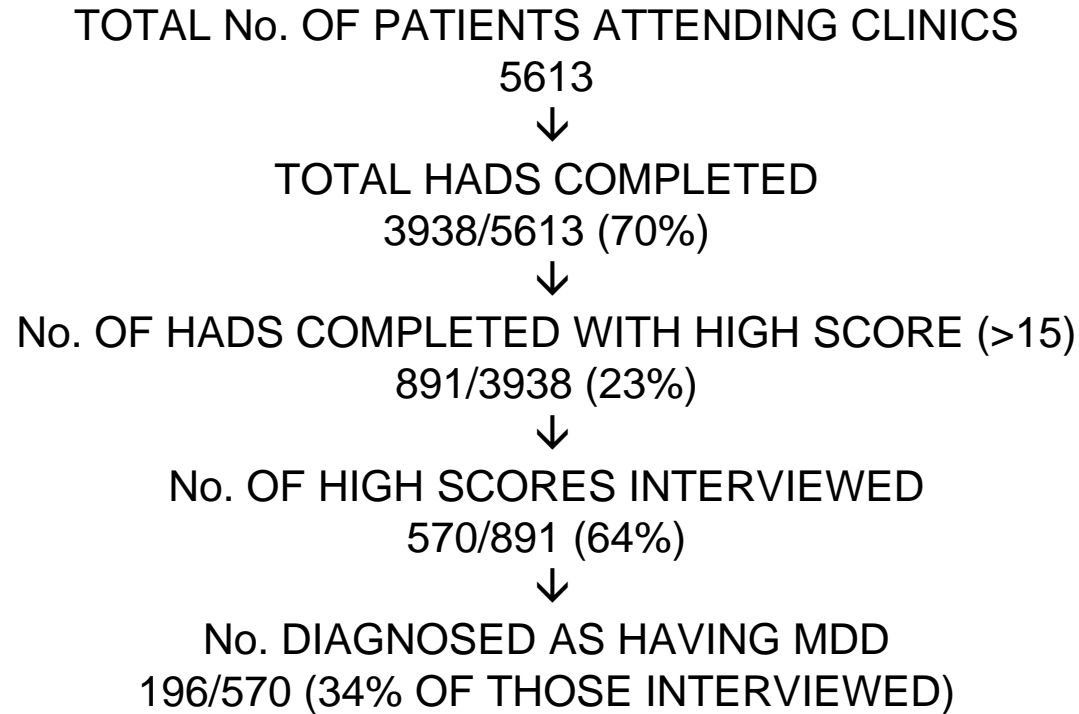 TOTAL No. OF PATIENTS ATTENDING CLINICS
5613
↓
TOTAL HADS COMPLETED
3938/5613 (70%)
↓
No. OF HADS COMPLETED WITH HIGH SCORE (>15)
891/3938 (23%)
↓
No. OF HIGH SCORES INTERVIEWED
570/891 (64%)
↓
No. DIAGNOSED AS HAVING MDD
196/570 (34% OF THOSE INTERVIEWED)